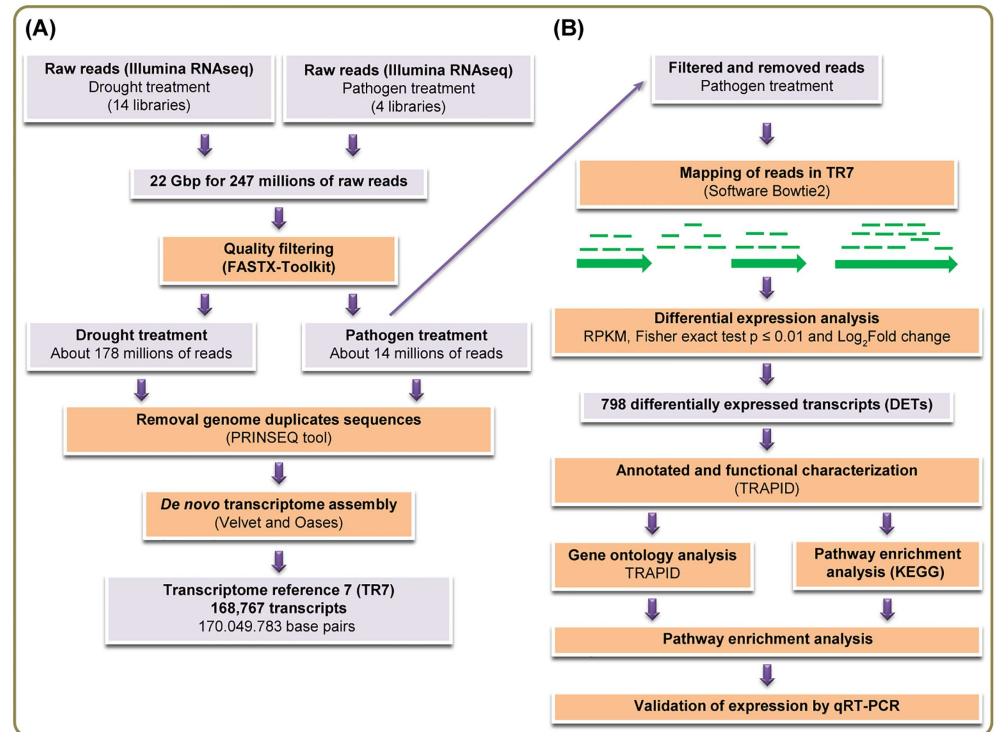 (A)
Raw reads (Illumina RNAseq)
Drought treatment
(14 libraries)
Raw reads (Illumina RNAseq)
Pathogen treatment
(4 libraries)
22 Gbp for 247 millions of raw reads
Quality filtering
(FASTX-Toolkit)
Drought treatment
About 178 millions of reads
Pathogen treatment
About 14 millions of reads
Removal genome duplicates sequences
(PRINSEQ tool)
De novo transcriptome assembly
(Velvet and Oases)
Transcriptome reference 7 (TR7)
168,767 transcripts
170.049.783 base pairs
(B)
Filtered and removed reads
Pathogen treatment
Mapping of reads in TR7
(Software Bowtie2)
Differential expression analysis
RPKM, Fisher exact test p ≤ 0.01 and Log₂Fold change
798 differentially expressed transcripts (DETs)
Annotated and functional characterization
(TRAPID)
Gene ontology analysis
TRAPID
Pathway enrichment
analysis (KEGG)
Pathway enrichment analysis
Validation of expression by qRT-PCR